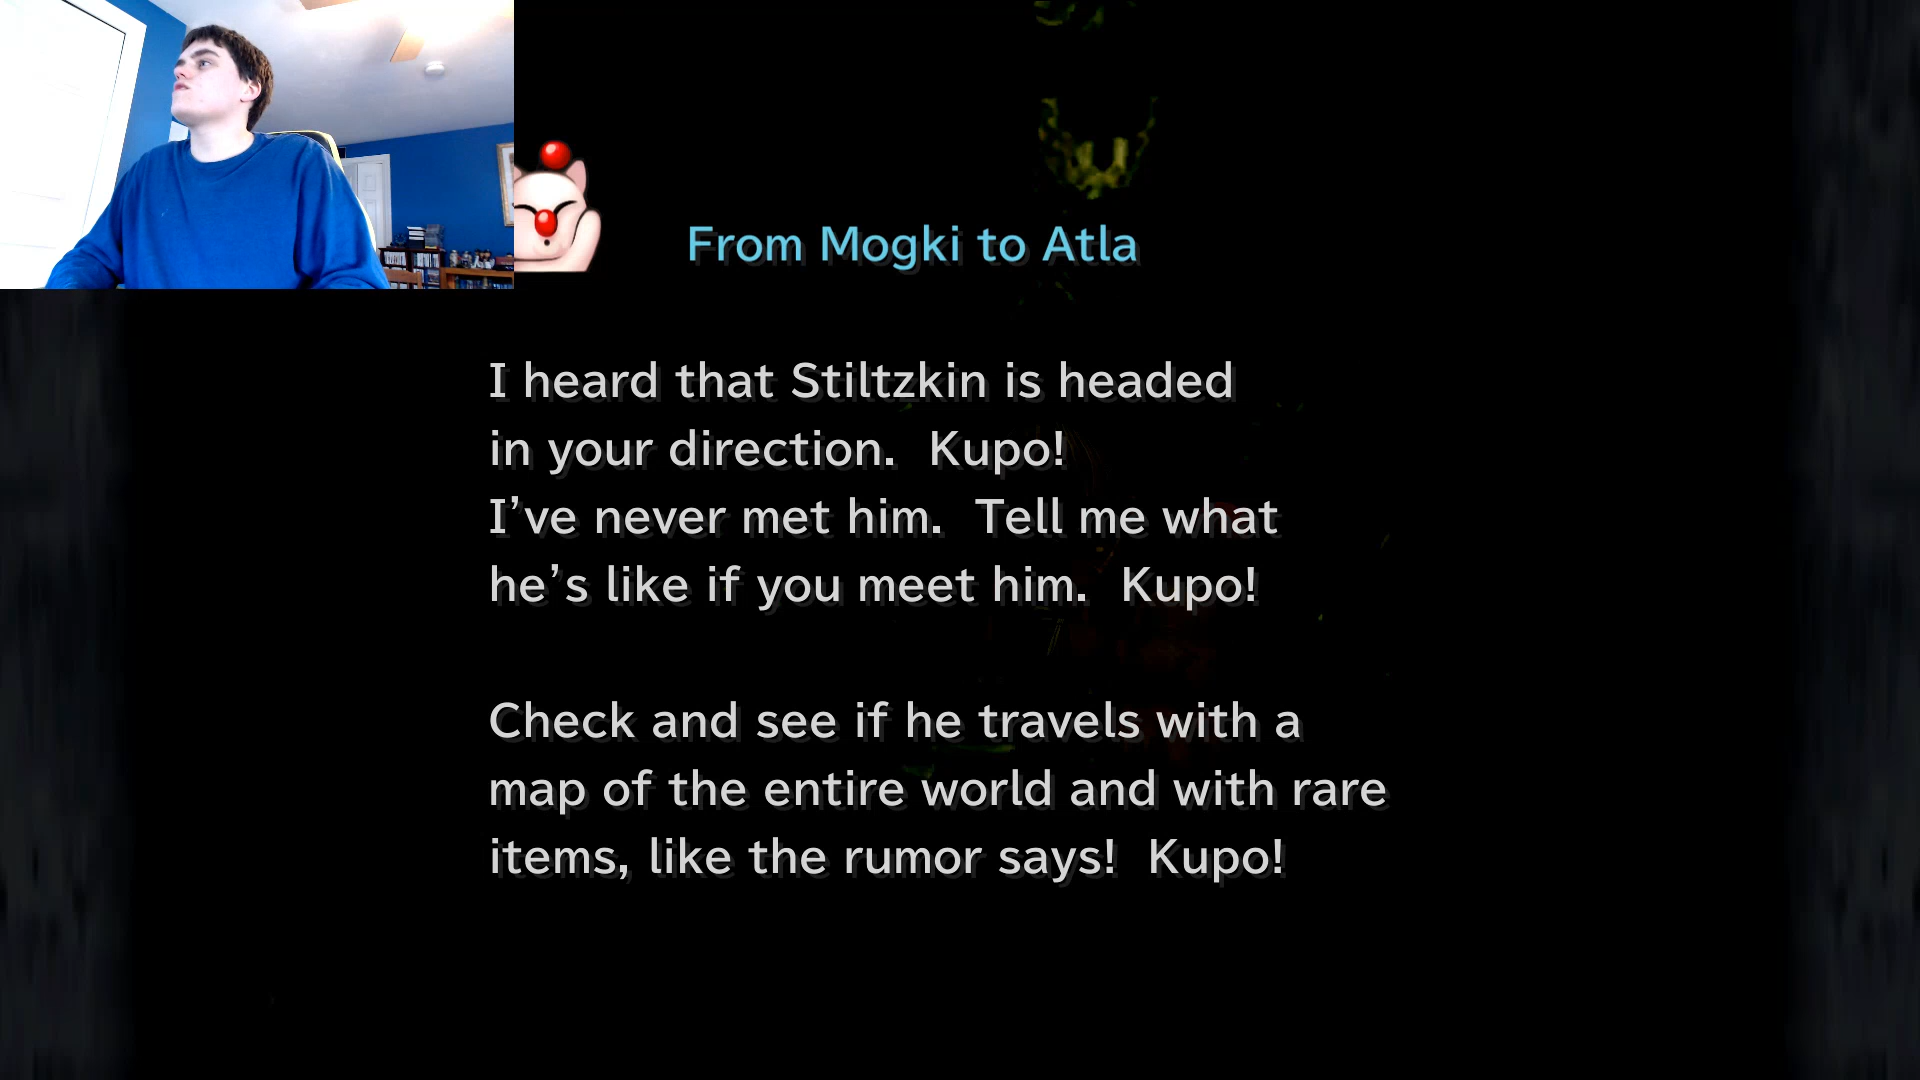 From Mogki to Atla
I heard that Stiltzkin is headed
in your direction.  Kupo!
I’ve never met him.  Tell me what
he’s like if you meet him.  Kupo!
Check and see if he travels with a
map of the entire world and with rare
items, like the rumor says!  Kupo!